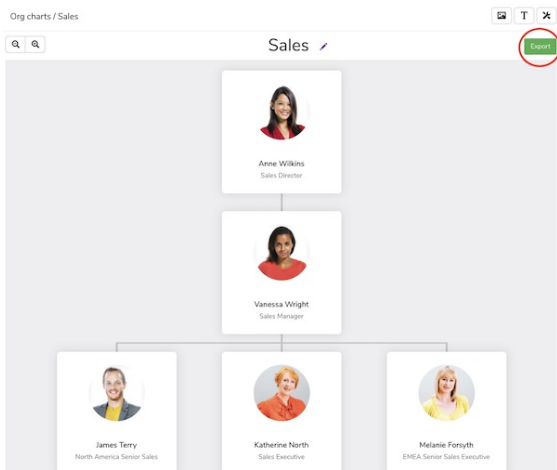 Org charts / Sales
T
Sales
Export
Anne Wilkins
Sales Director
Vanessa Wright
Sales Manager
James Terry
North America Senior Sales
Katherine North
Sales Executive
Melanie Forsyth
EMEA Senior Sales Executive